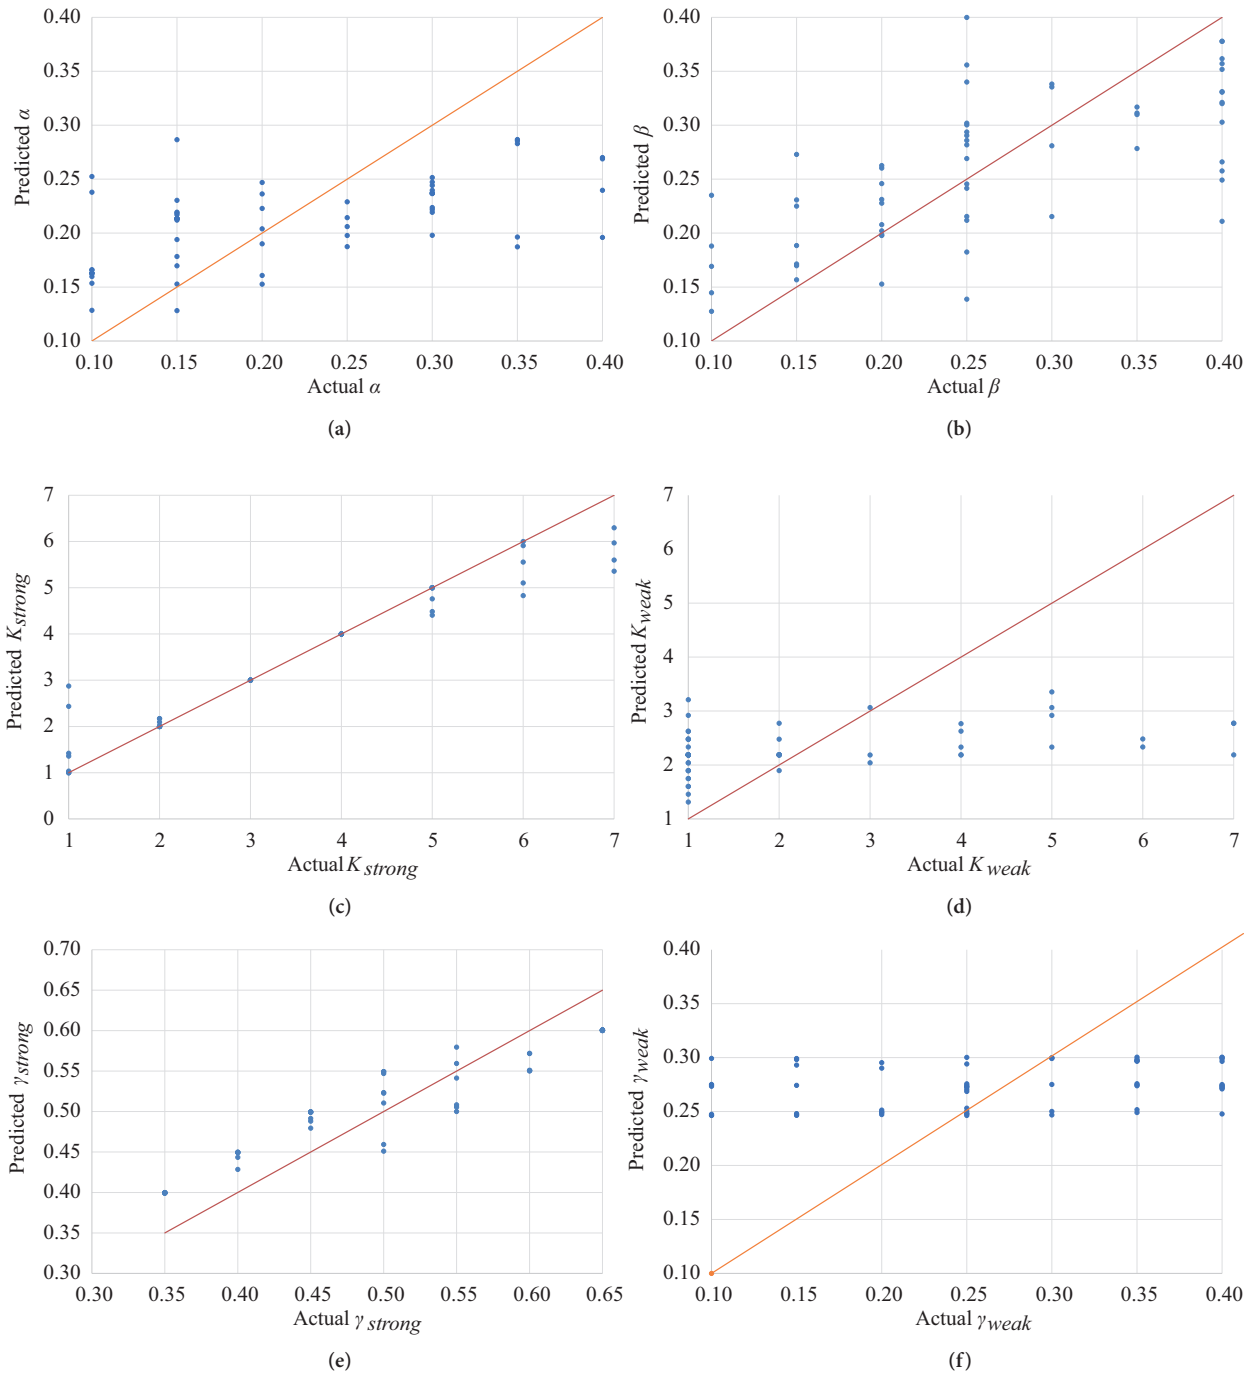 0.40
0.35
0.30
0.25
0.20
0.15
0.10
Predicted α
0.10 0.15 0.20 0.25 0.30 0.35 0.40
Actual α
(a)
0.40
0.35
0.30
0.25
0.20
0.15
0.10
Predicted β
0.10 0.15 0.20 0.25 0.30 0.35 0.40
Actual β
(b)
7
6
5
4
3
2
1
0
Predicted K strong
1 2 3 4 5 6 7
Actual K strong
(c)
7
6
5
4
3
2
1
Predicted K weak
1 2 3 4 5 6 7
Actual K weak
(d)
0.70
0.65
0.60
0.55
0.50
0.45
0.40
0.35
0.30
Predicted γ strong
0.30 0.35 0.40 0.45 0.50 0.55 0.60 0.65
Actual γ strong
(e)
0.40
0.35
0.30
0.25
0.20
0.15
0.10
Predicted γ weak
0.10 0.15 0.20 0.25 0.30 0.35 0.40
Actual γ weak
(f)